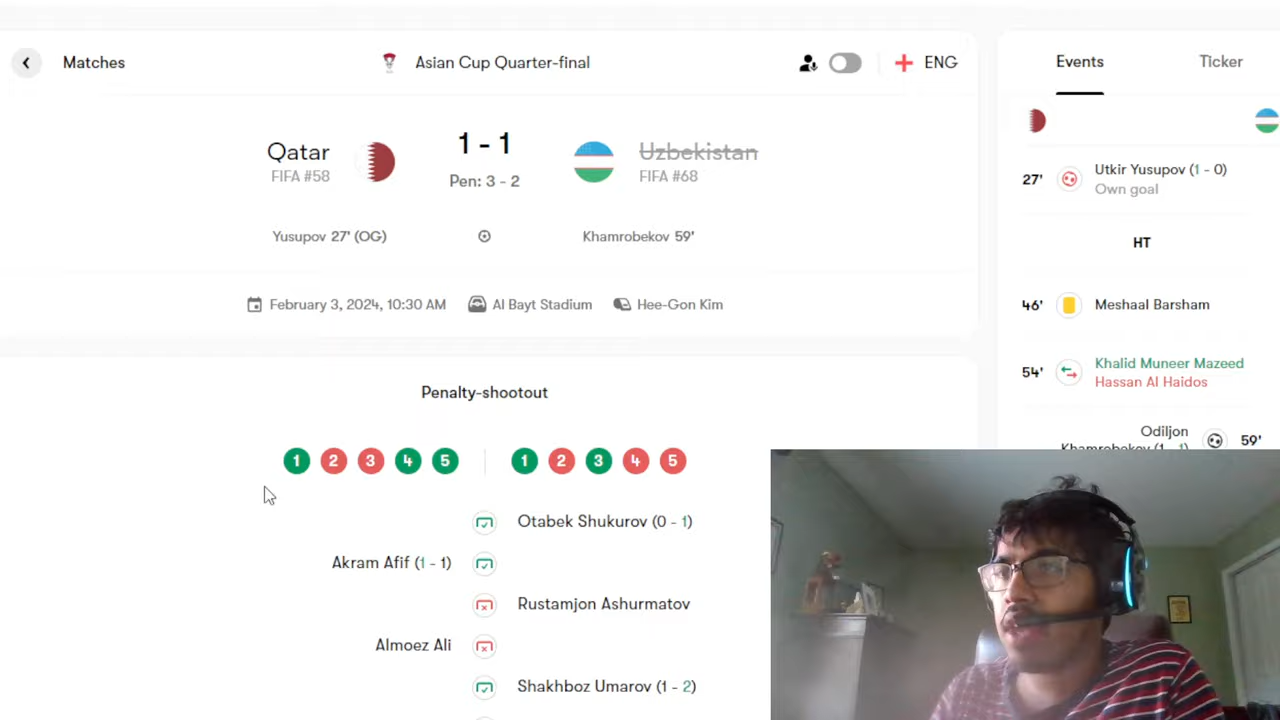 Matches
Asian Cup Quarter-final
ENG
Qatar
FIFA #58
1 - 1
Pen: 3 - 2
Uzbekistan
FIFA #68
Yusupov 27' (OG)
Khamrobekov 59'
February 3, 2024, 10:30 AM
Al Bayt Stadium
Hee-Gon Kim
Penalty-shootout
1 2 3 4 5
1 2 3 4 5
Otabek Shukurov (0 - 1)
Akram Afif (1 - 1)
Rustamjon Ashurmatov
Almoez Ali
Shakhboz Umarov (1 - 2)
Events
Ticker
27'
Utkir Yusupov (1 - 0)
Own goal
HT
46'
Meshaal Barsham
54'
Khalid Muneer Mazeed
Hassan Al Haidos
Odiljon
Khamrobekov (1 - 1)
59'